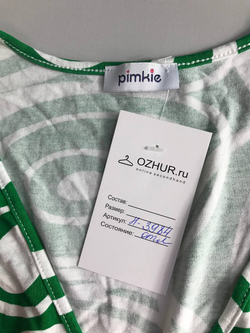 pimkie
OZHUR.ru
online secondhand
Состав:
Размер:
Артикул:
Состояние: